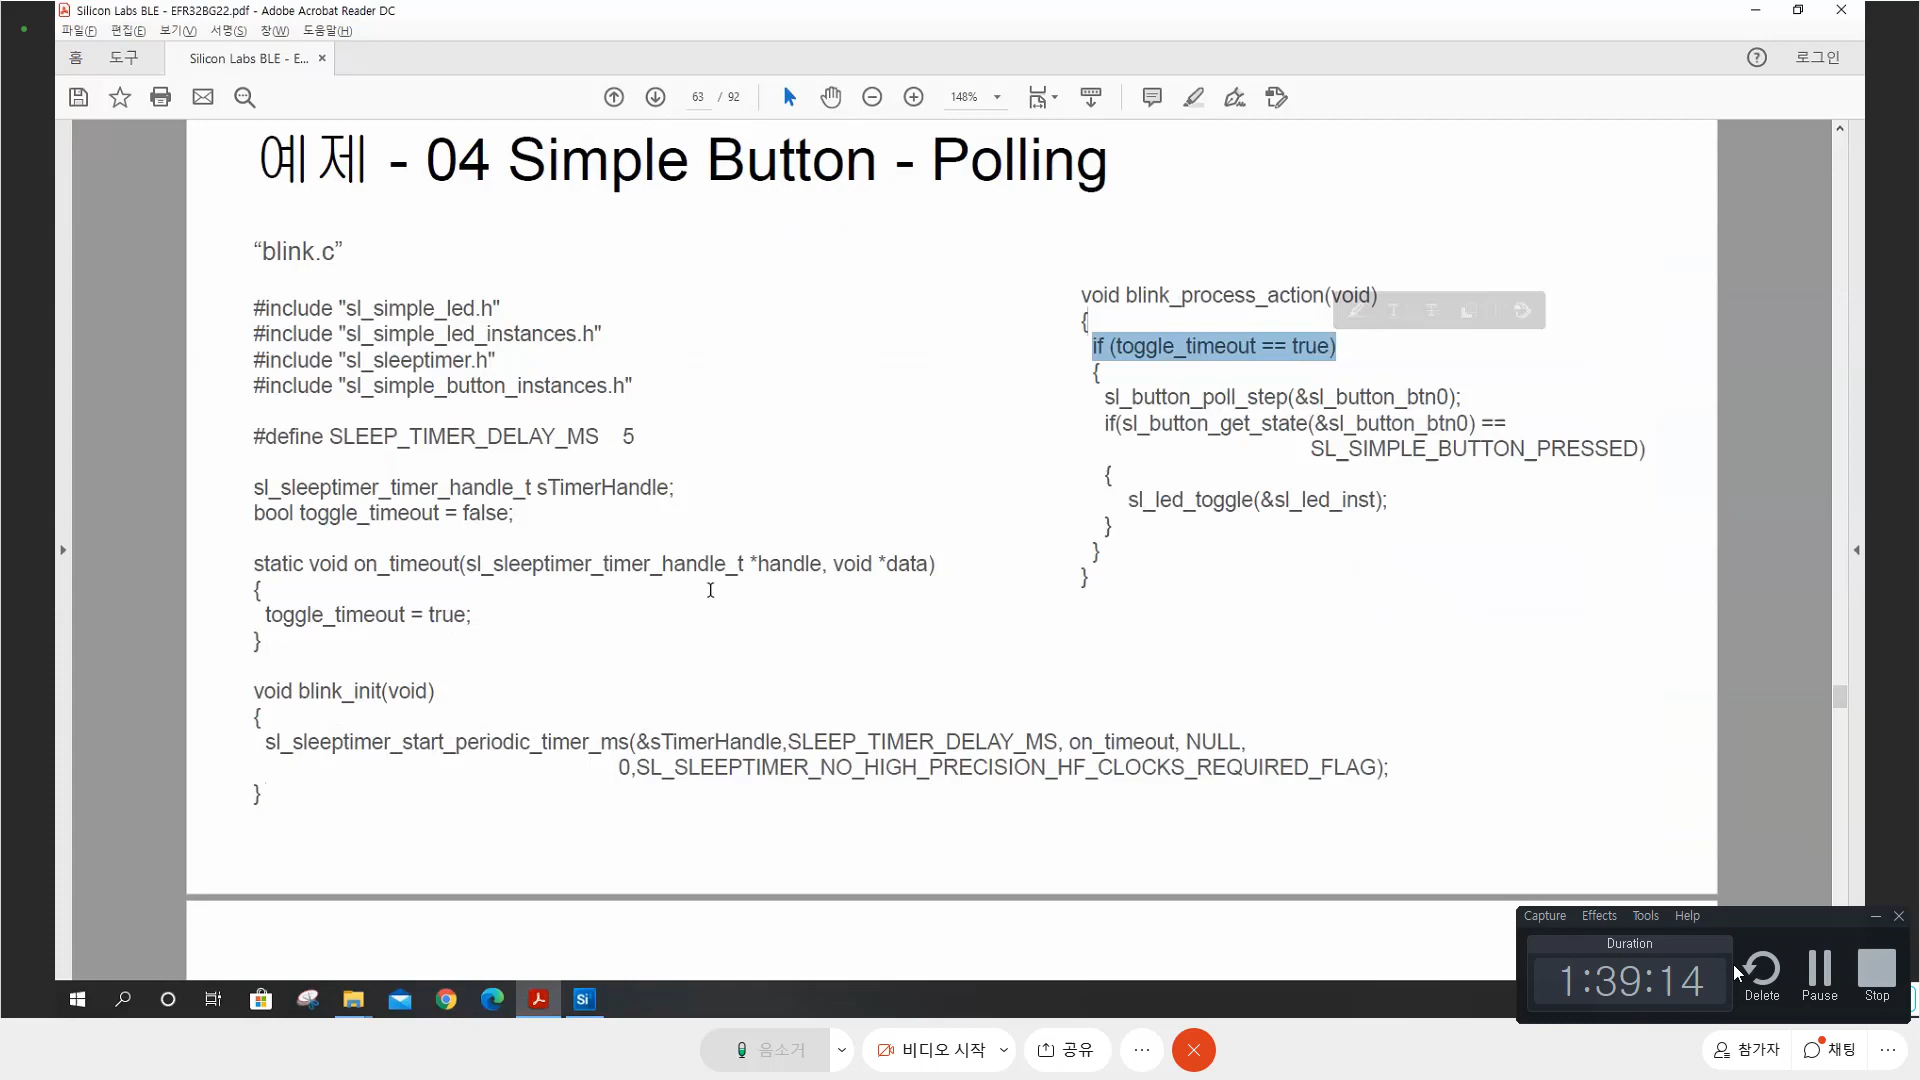 Silicon Labs BLE - EFR32BG22.pdf - Adobe Acrobat Reader DC
파일(F) 편집(E) 보기(V) 서명(S) 창(W) 도움말(H)
홈 도구 Silicon Labs BLE - E... × 로그인
63 / 92 148%
예제 - 04 Simple Button - Polling
“blink.c”
#include "sl_simple_led.h"
#include "sl_simple_led_instances.h"
#include "sl_sleeptimer.h"
#include "sl_simple_button_instances.h"
#define SLEEP_TIMER_DELAY_MS 5
sl_sleeptimer_timer_handle_t sTimerHandle;
bool toggle_timeout = false;
static void on_timeout(sl_sleeptimer_timer_handle_t *handle, void *data)
{
toggle_timeout = true;
}
void blink_init(void)
{
sl_sleeptimer_start_periodic_timer_ms(&sTimerHandle,SLEEP_TIMER_DELAY_MS, on_timeout, NULL,
0,SL_SLEEPTIMER_NO_HIGH_PRECISION_HF_CLOCKS_REQUIRED_FLAG);
}
void blink_process_action(void)
{
if (toggle_timeout == true)
{
sl_button_poll_step(&sl_button_btn0);
if(sl_button_get_state(&sl_button_btn0) ==
SL_SIMPLE_BUTTON_PRESSED)
{
sl_led_toggle(&sl_led_inst);
}
}
}
Capture Effects Tools Help
Duration
1:39:14
Delete Pause Stop
Si
음소거 비디오 시작 공유 참가자 채팅